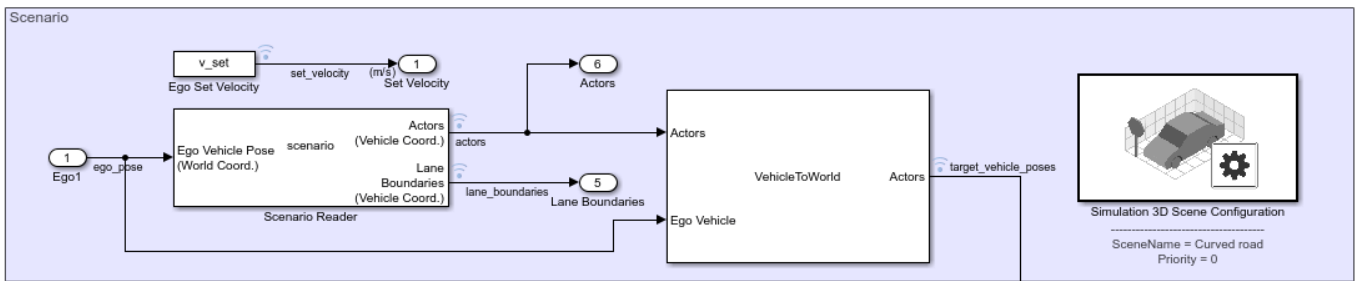 Scenario
v_set
Ego Set Velocity
set_velocity
(m/s)
1
Set Velocity
6
Actors
1
Ego1
ego_pose
Ego Vehicle Pose
(World Coord.)
scenario
Actors
(Vehicle Coord.)
Lane
Boundaries
(Vehicle Coord.)
Scenario Reader
actors
lane_boundaries
5
Lane Boundaries
Actors
Ego Vehicle
VehicleToWorld
Actors
target_vehicle_poses
Simulation 3D Scene Configuration
---------------------------------------
SceneName = Curved road
Priority = 0